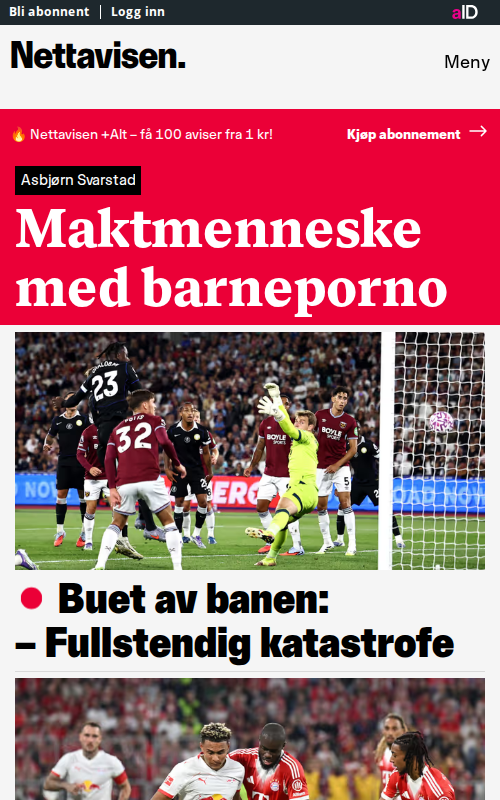 Bli abonnent | Logg inn
aID
Nettavisen.
Meny
Nettavisen +Alt – få 100 aviser fra 1 kr!
Kjøp abonnement →
Asbjørn Svarstad
Maktmenneske
med barneporno
23
32
BOYLE
SPORTS
BOYLE
SPORTS
5
2
Buet av banen:
– Fullstendig katastrofe